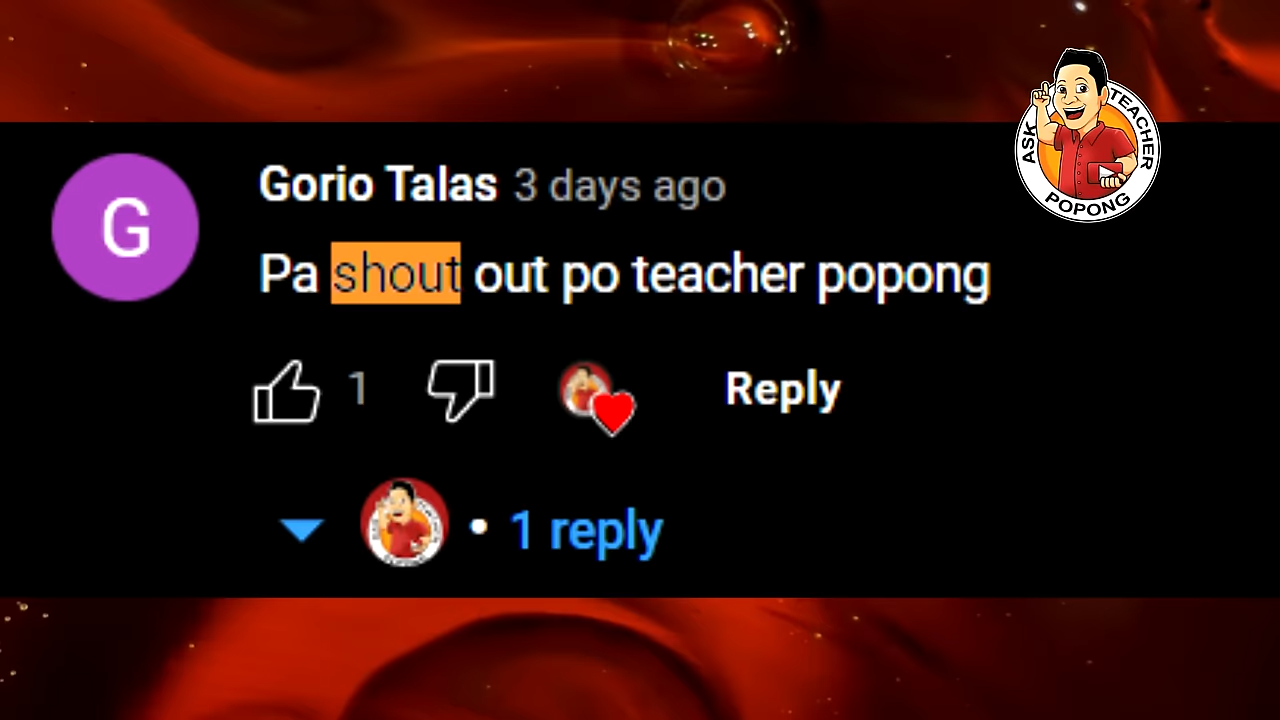 ASK TEACHER POPONG
G
Gorio Talas 3 days ago
Pa shout out po teacher popong
1
Reply
1 reply